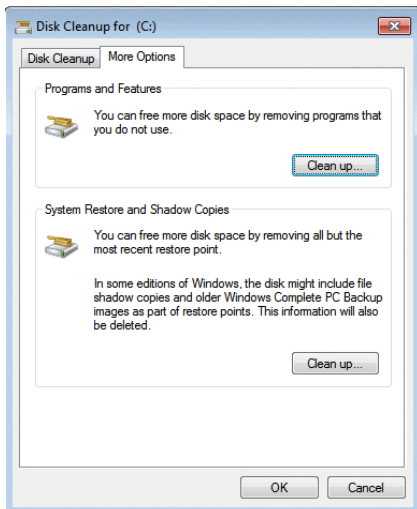 Disk Cleanup for (C:)
Disk Cleanup More Options
Programs and Features
You can free more disk space by removing programs that
you do not use.
Clean up...
System Restore and Shadow Copies
You can free more disk space by removing all but the
most recent restore point.
In some editions of Windows, the disk might include file
shadow copies and older Windows Complete PC Backup
images as part of restore points. This information will also
be deleted.
Clean up...
OK Cancel